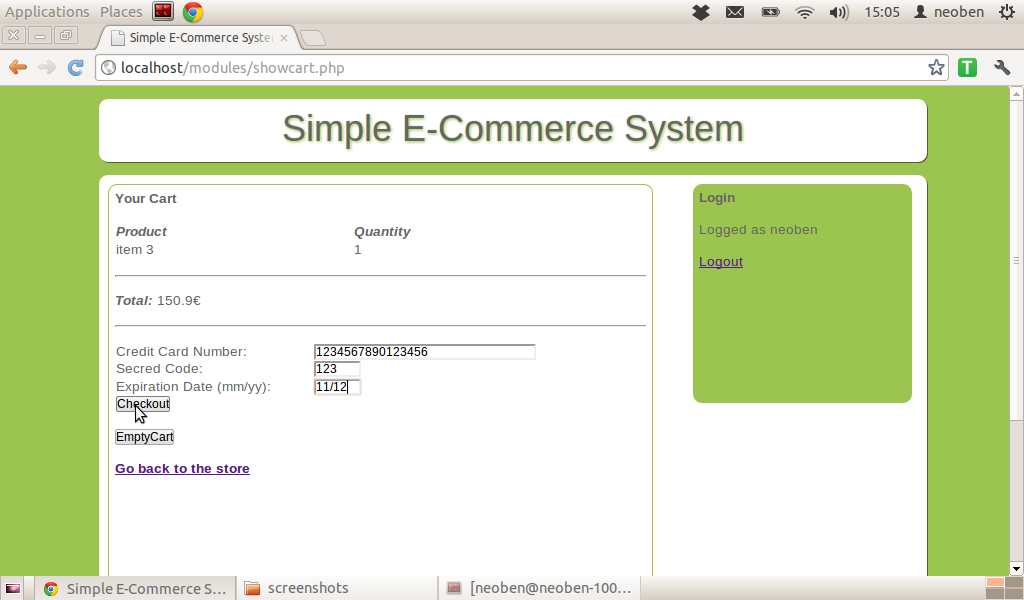 Applications Places 15:05 neoben
Simple E-Commerce Syste
localhost/modules/showcart.php
T
Simple E-Commerce System
Your Cart
Product Quantity
item 3 1
Total: 150.9€
Credit Card Number: 1234567890123456
Secred Code: 123
Expiration Date (mm/yy): 11/12
Checkout
EmptyCart
Go back to the store
Login
Logged as neoben
Logout
Simple E-Commerce S... screenshots [neoben@neoben-100...